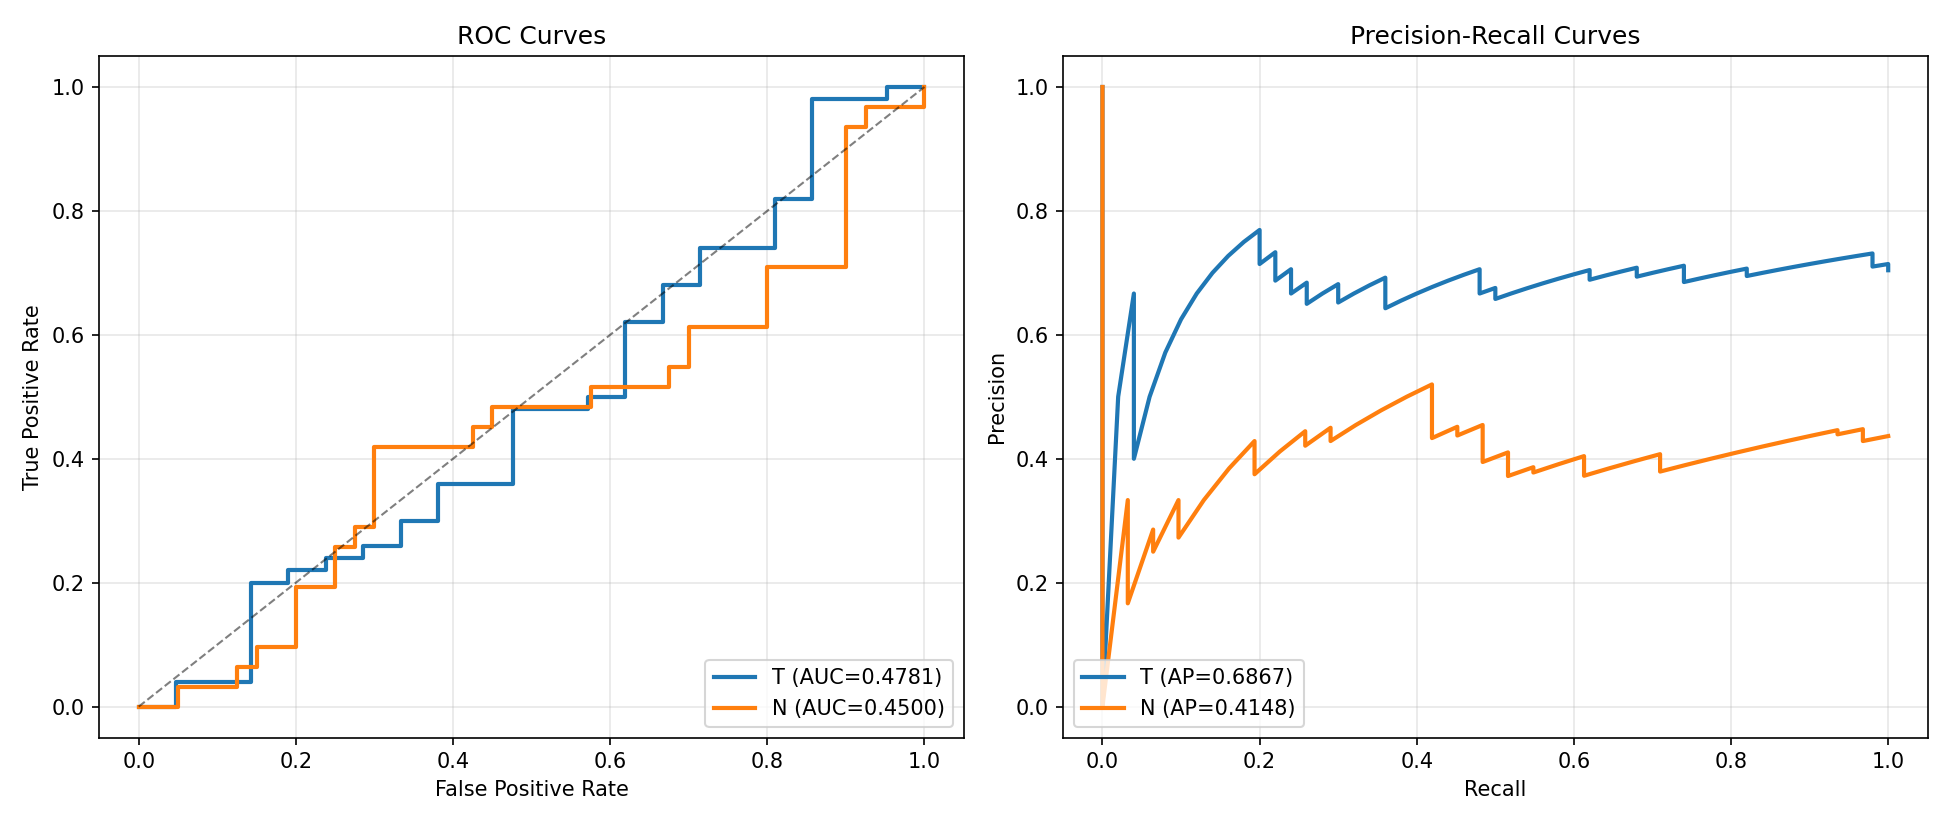 ROC Curves
True Positive Rate
1.0
0.8
0.6
0.4
0.2
0.0
0.0 0.2 0.4 0.6 0.8 1.0
False Positive Rate
T (AUC=0.4781)
N (AUC=0.4500)
Precision-Recall Curves
Precision
1.0
0.8
0.6
0.4
0.2
0.0
0.0 0.2 0.4 0.6 0.8 1.0
Recall
T (AP=0.6867)
N (AP=0.4148)